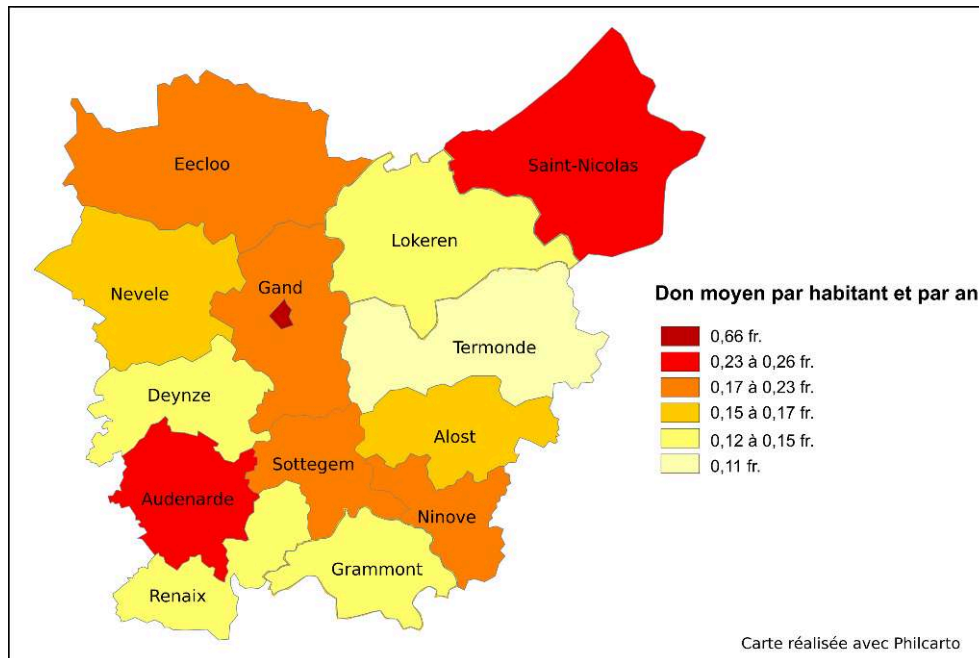 Saint-Nicolas
Eecloo
Lokeren
Gand
Nevele
Termonde
Deynze
Alost
Sottegem
Audenarde
Ninove
Grammont
Renaix
Don moyen par habitant et par an
0,66 fr.
0,23 à 0,26 fr.
0,17 à 0,23 fr.
0,15 à 0,17 fr.
0,12 à 0,15 fr.
0,11 fr.
Carte réalisée avec Philcarto